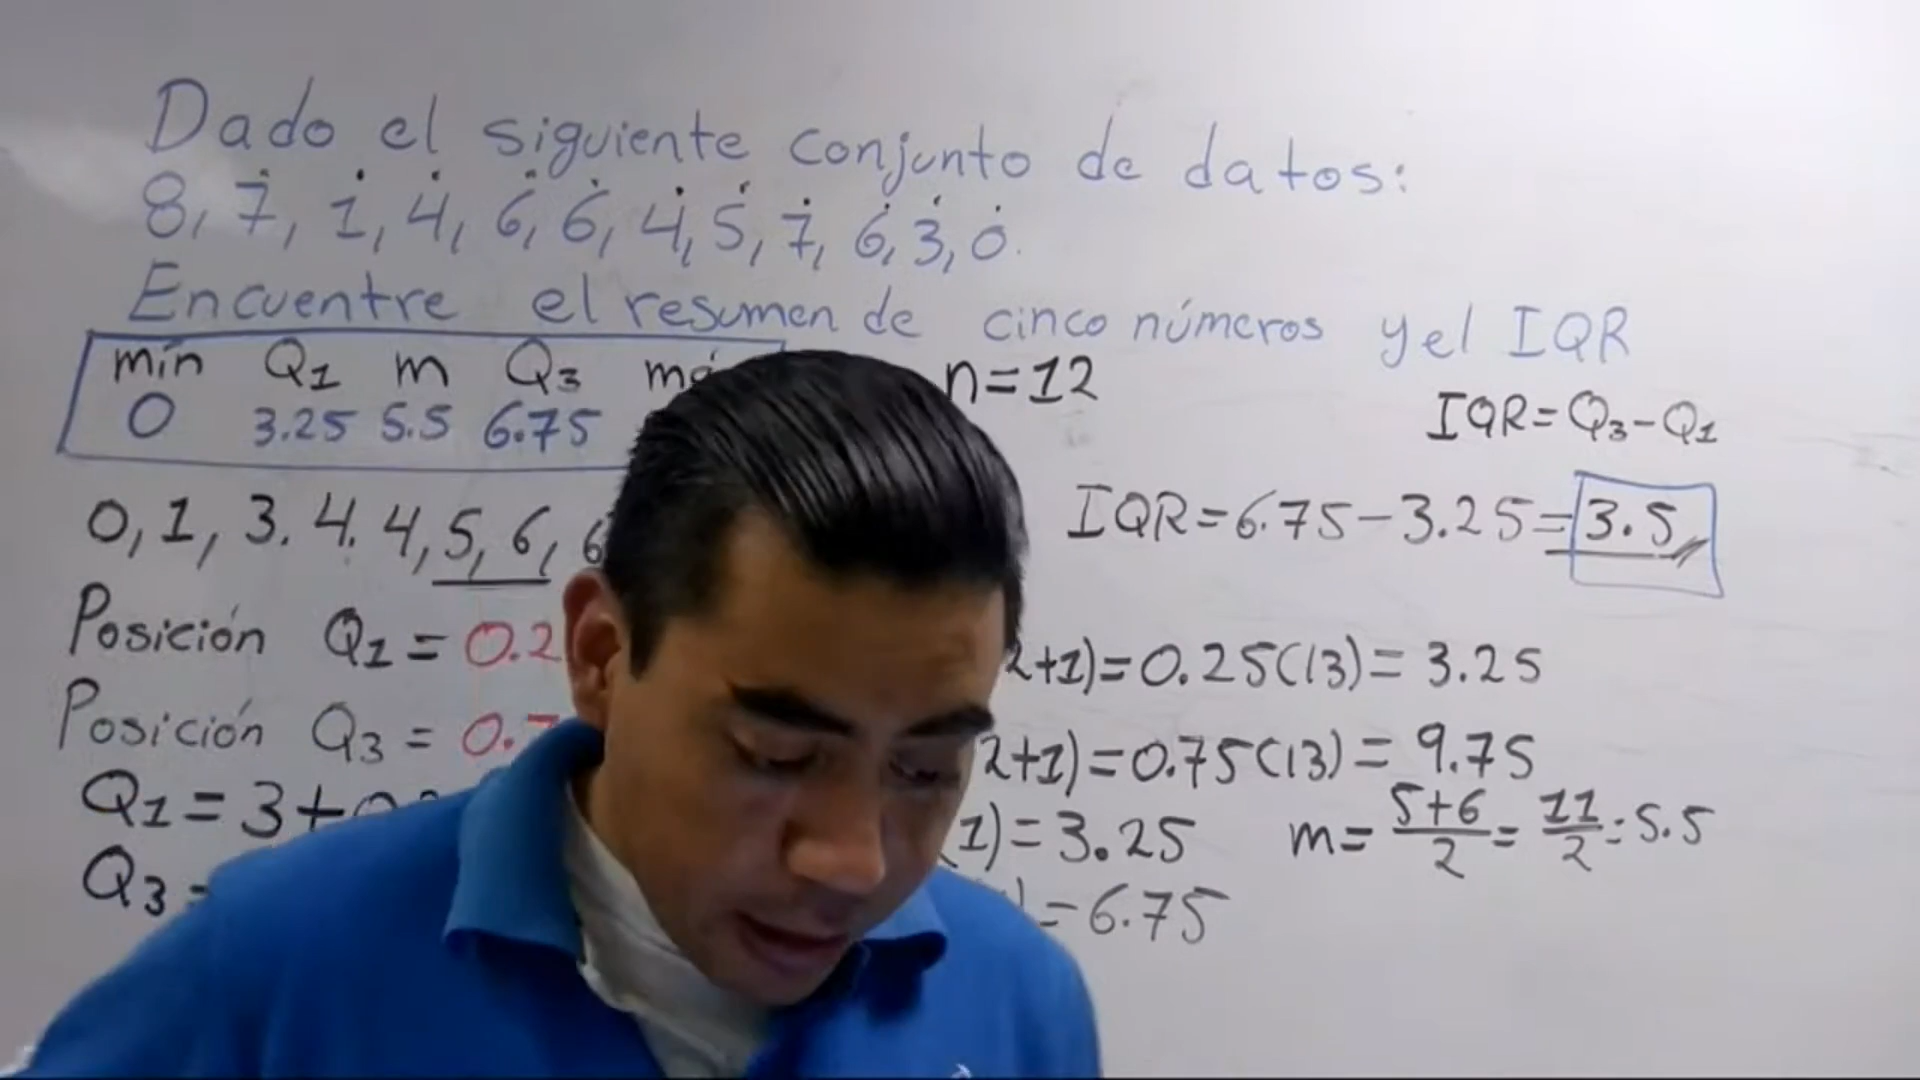 Dado el siguiente conjunto de datos:
8, 7, 1, 4, 6, 6, 4, 5, 7, 6, 3, 0.
Encuentre el resumen de cinco números y el IQR
mín Q1 m Q3 n=12
0 3.25 5.5 6.75
IQR=Q3-Q1
0, 1, 3. 4. 4, 5, 6, 6
IQR=6.75-3.25=3.5
Posición Q1= 0.2 2+1)=0.25(13)=3.25
Posición Q3= 0.7 2+1)=0.75(13)=9.75
Q1=3+ 1)=3.25 m=5+6/2=11/2=5.5
Q3= )=6.75